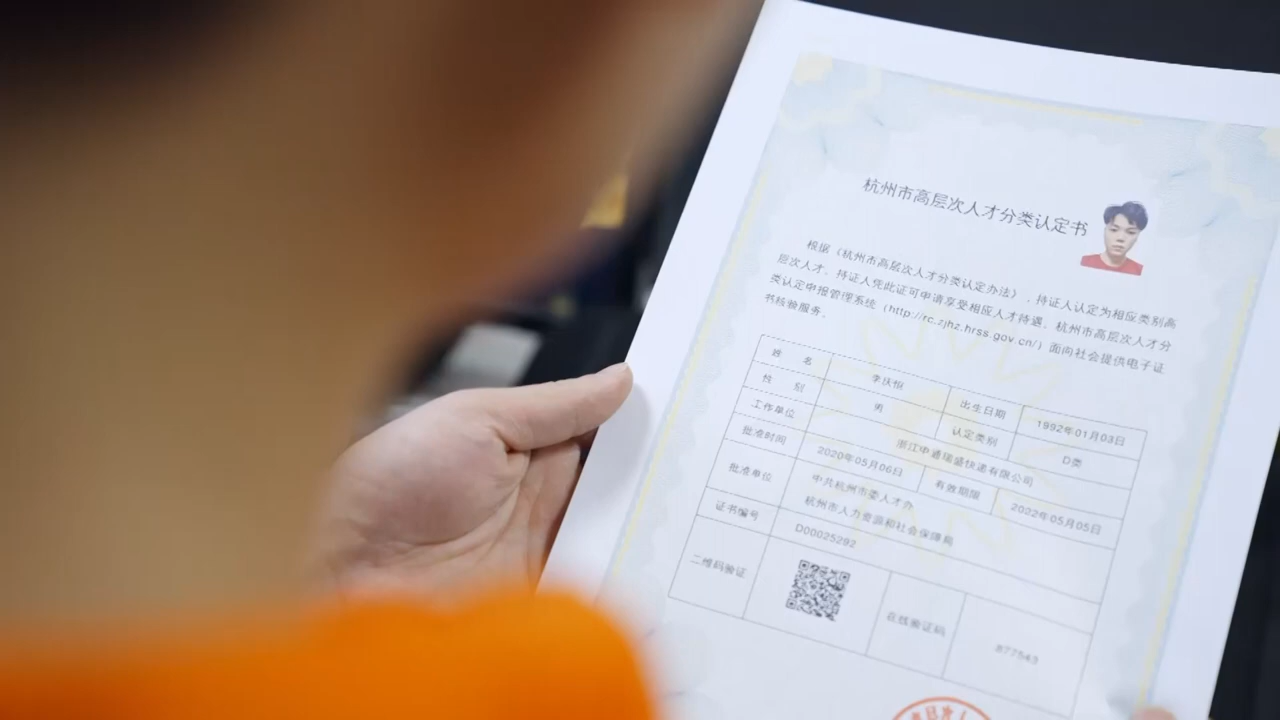 杭州市高层次人才分类认定书
根据《杭州市高层次人才分类认定办法》，持证人认定为相应类别高
层次人才。持证人凭此证可申请享受相应人才待遇。杭州市高层次人才分
类认定申报管理系统（http://rc.zjhz.hrss.gov.cn/）面向社会提供电子证
书核验服务。
姓 名 李庆恒 出生日期 1992年01月03日
性 别 男 认定类别 D类
工作单位 浙江申通瑞盛快递有限公司
批准时间 2020年05月06日 有效期限 2022年05月05日
批准单位 中共杭州市委人才办
杭州市人力资源和社会保障局
证书编号 D00025292
二维码验证 在线验证码 877543